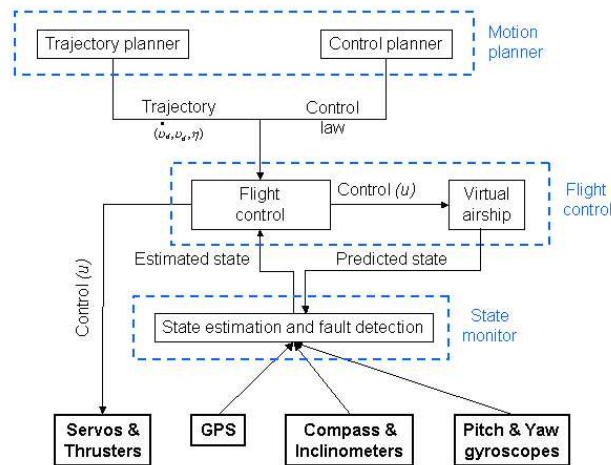 Trajectory planner
Control planner
Motion
planner
Trajectory
Control
law
Flight
control
Control (u)
Virtual
airship
Flight
control
Estimated state
Predicted state
Control (u)
State estimation and fault detection
State
monitor
Servos &
Thrusters
GPS
Compass &
Inclinometers
Pitch & Yaw
gyroscopes